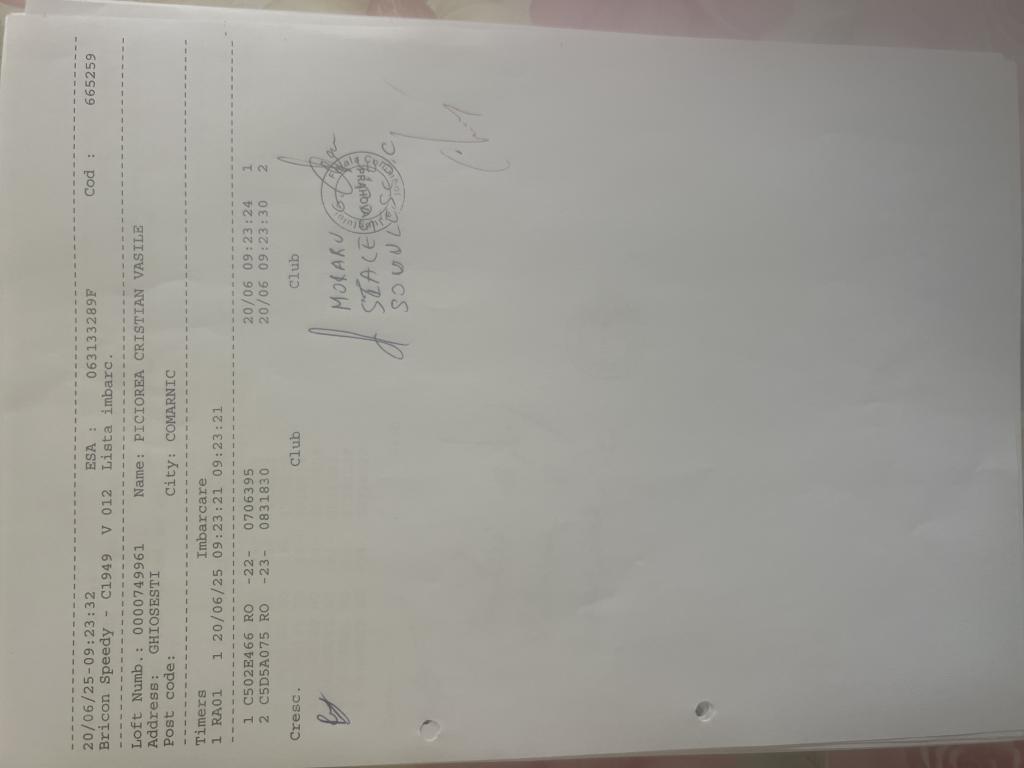 20/06/25-09:23:32 ESA : 063133289F Cod : 665259
Bricon Speedy - C1949 V 012 Lista imbarc.
Loft Numb.: 0000749961 Name: PICIOREA CRISTIAN VASILE
Address: GHIOSESTI
Post code: City: COMARNIC
Timers Imbarcare
1 RA01 1 20/06/25 09:23:21 09:23:21
1 C502E466 RO -22- 0706395 20/06 09:23:24 1
2 C5D5A075 RO -23- 0831830 20/06 09:23:30 2
Cresc. Club Club
MORARU
PRAHOVA